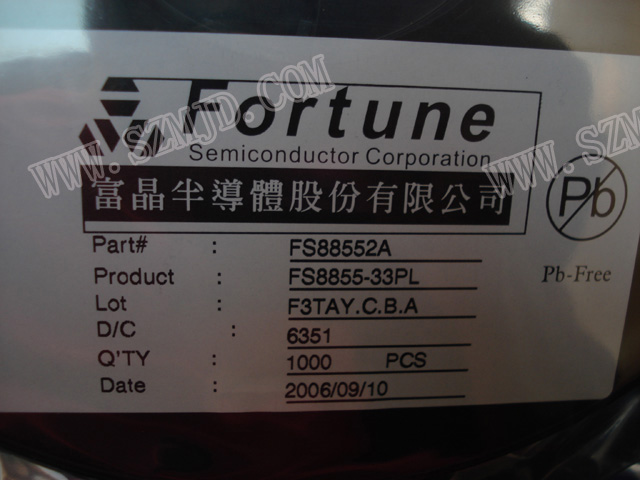 Fortune
Semiconductor Corporation
富晶半導體股份有限公司
Pb
Pb-Free
Part# : FS88552A
Product : FS8855-33PL
Lot : F3TAY.C.B.A
D/C : 6351
Q'TY : 1000 PCS
Date : 2006/09/10
WWW.SZMJD.COM
WWW.SZM